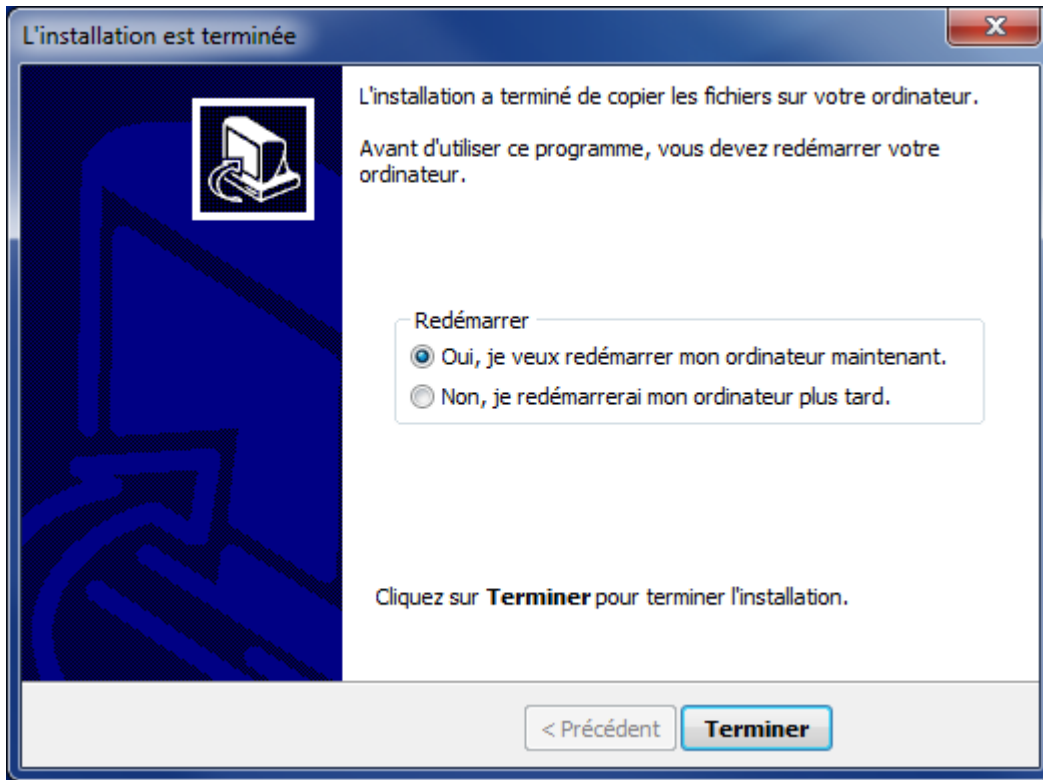 L'installation est terminée
L'installation a terminé de copier les fichiers sur votre ordinateur.
Avant d'utiliser ce programme, vous devez redémarrer votre
ordinateur.
Redémarrer
Oui, je veux redémarrer mon ordinateur maintenant.
Non, je redémarrerai mon ordinateur plus tard.
Cliquez sur Terminer pour terminer l'installation.
< Précédent Terminer